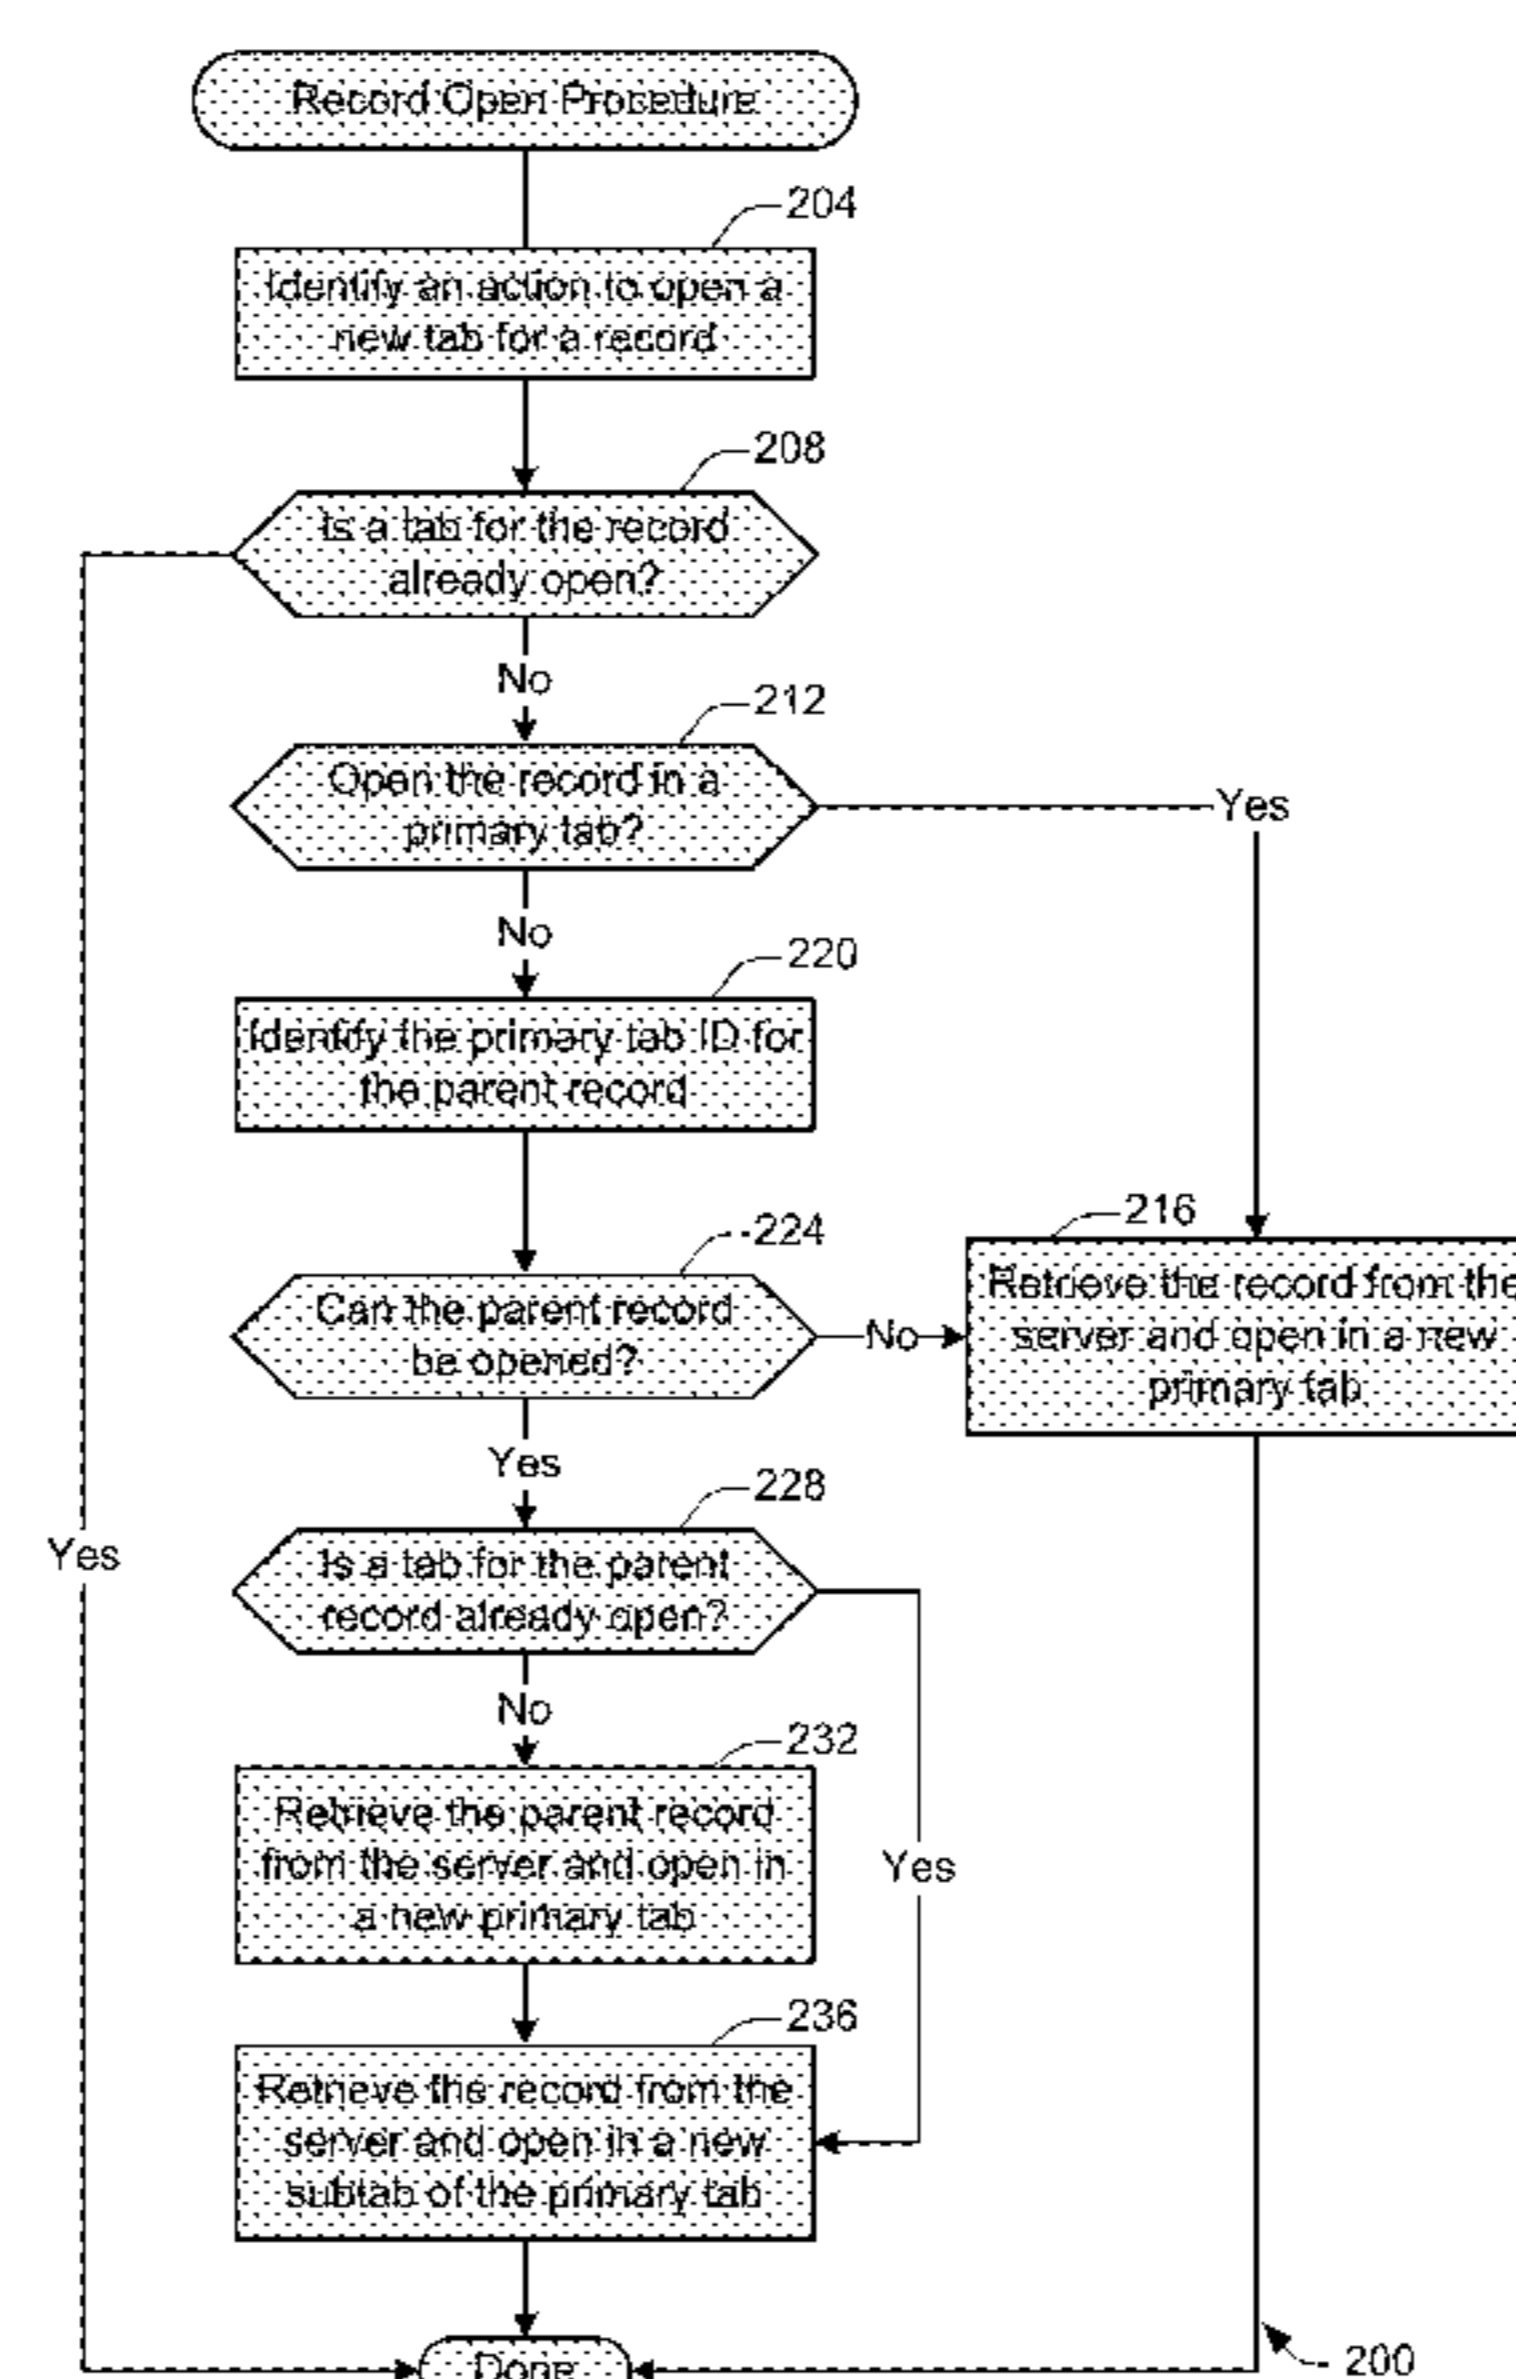 Record Open Procedure
204
Identify an action to open a
new tab for a record
208
Is a tab for the record
already open?
No
212
Open the record in a
primary tab?
Yes
No
220
Identify the primary tab ID for
the parent record
216
Retrieve the record from the
server and open in a new
primary tab
224
Can the parent record
be opened?
No
Yes
228
Is a tab for the parent
record already open?
Yes
No
232
Retrieve the parent record
from the server and open in
a new primary tab
Yes
236
Retrieve the record from the
server and open in a new
subtab of the primary tab
Done
200